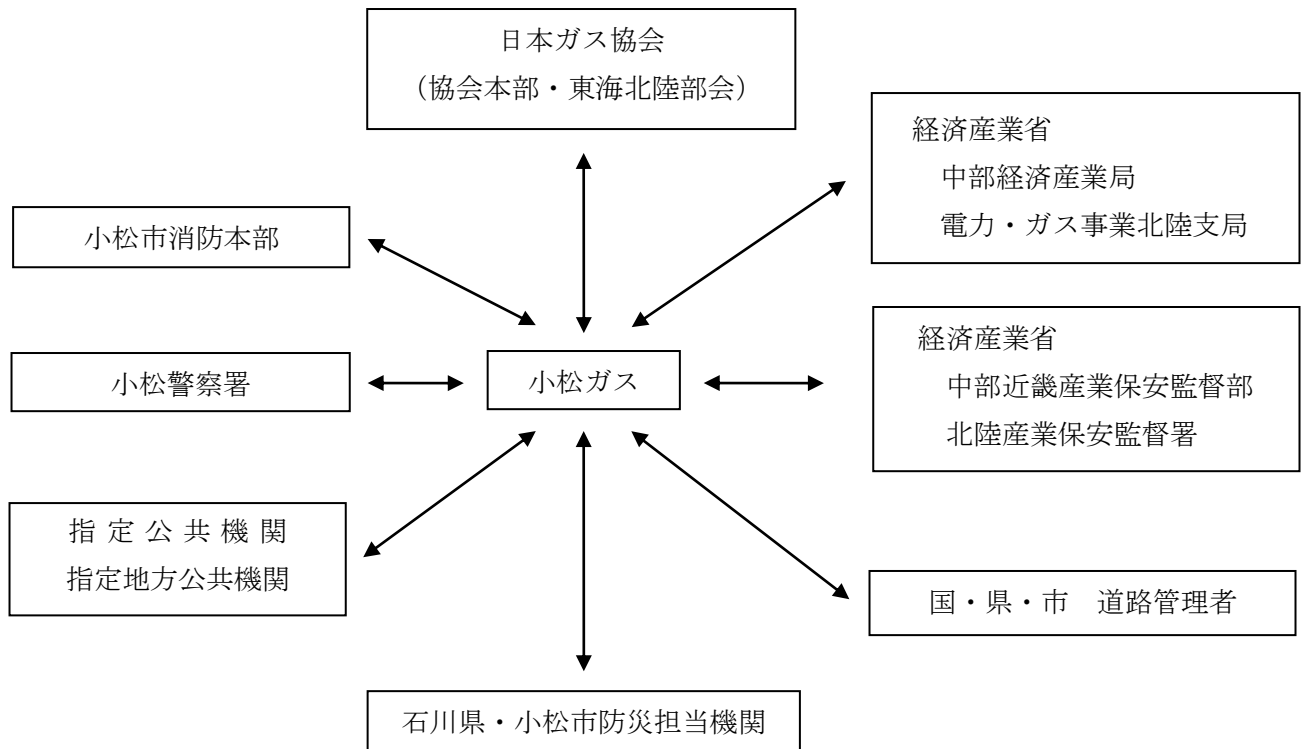 日本ガス協会
（協会本部・東海北陸部会）
経済産業省
中部経済産業局
電力・ガス事業北陸支局
小松市消防本部
経済産業省
中部近畿産業保安監督部
北陸産業保安監督署
小松警察署
小松ガス
指 定 公 共 機 関
指定地方公共機関
国・県・市　道路管理者
石川県・小松市防災担当機関